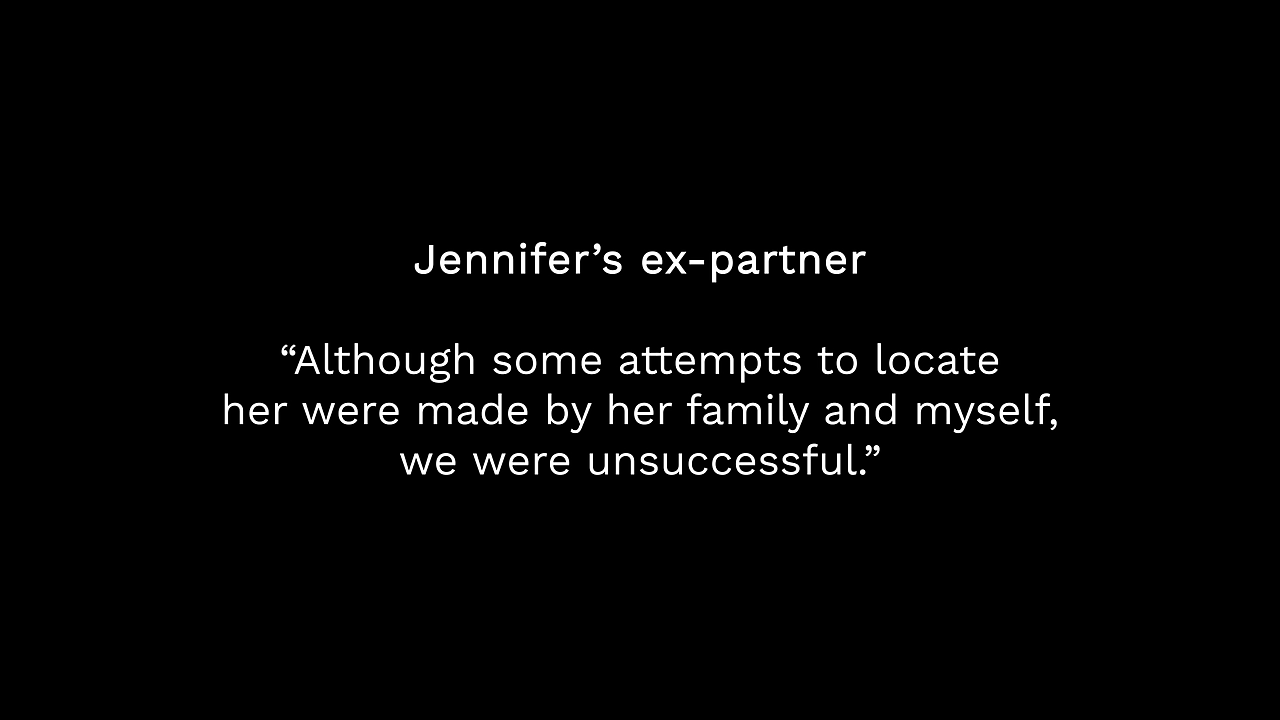 Jennifer’s ex-partner
“Although some attempts to locate
her were made by her family and myself,
we were unsuccessful.”